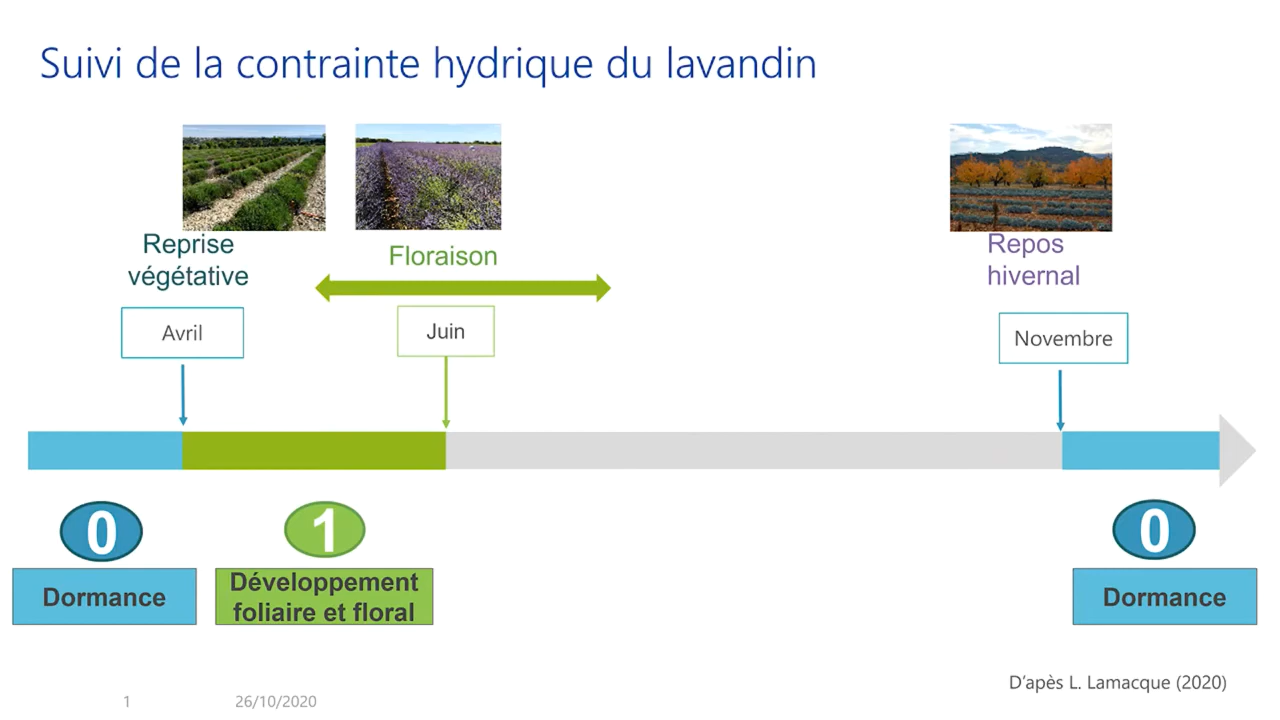 Suivi de la contrainte hydrique du lavandin
Reprise
végétative
Floraison
Repos
hivernal
Avril
Juin
Novembre
0
1
0
Dormance
Développement
foliaire et floral
Dormance
D’après L. Lamacque (2020)
1
26/10/2020